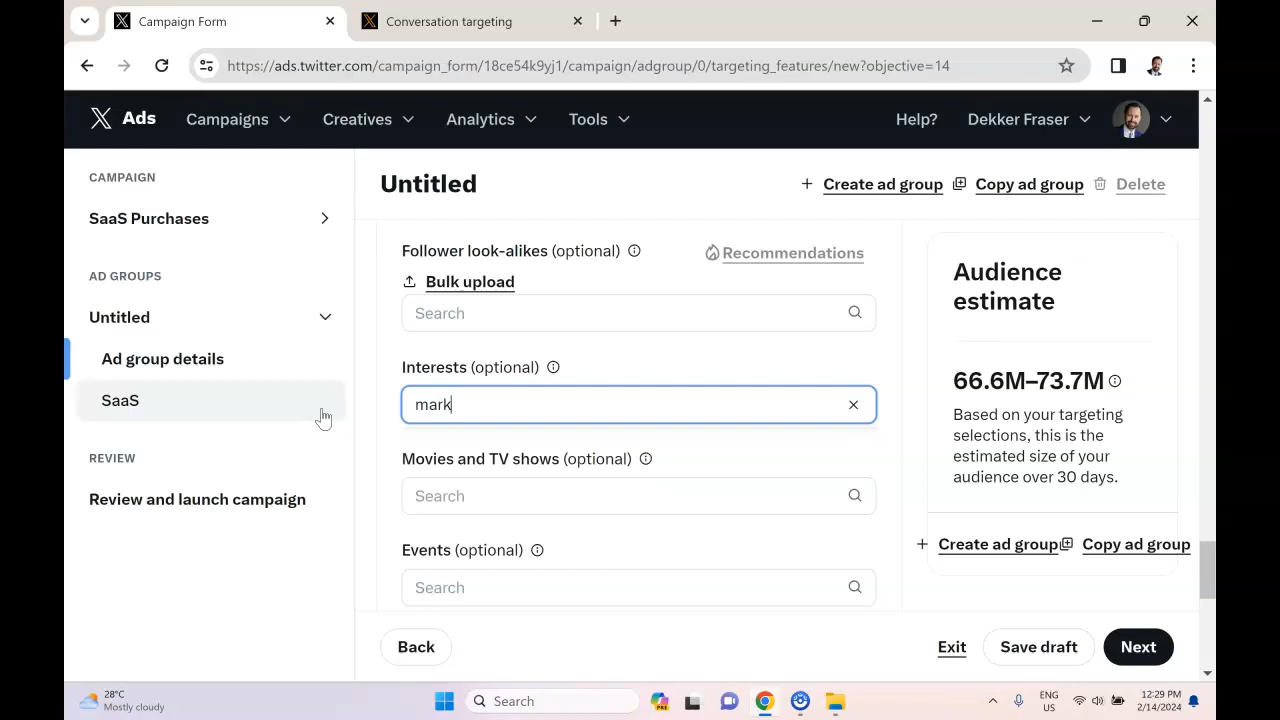 Campaign Form
Conversation targeting
https://ads.twitter.com/campaign_form/18ce54k9yj1/campaign/adgroup/0/targeting_features/new?objective=14
X Ads
Campaigns
Creatives
Analytics
Tools
Help?
Dekker Fraser
CAMPAIGN
SaaS Purchases
AD GROUPS
Untitled
Ad group details
SaaS
REVIEW
Review and launch campaign
Untitled
+ Create ad group
Copy ad group
Delete
Follower look-alikes (optional)
Recommendations
Bulk upload
Search
Interests (optional)
mark
Movies and TV shows (optional)
Search
Events (optional)
Search
Audience
estimate
66.6M–73.7M
Based on your targeting
selections, this is the
estimated size of your
audience over 30 days.
+ Create ad group
Copy ad group
Back
Exit
Save draft
Next
28°C
Mostly cloudy
Search
ENG
US
12:29 PM
2/14/2024